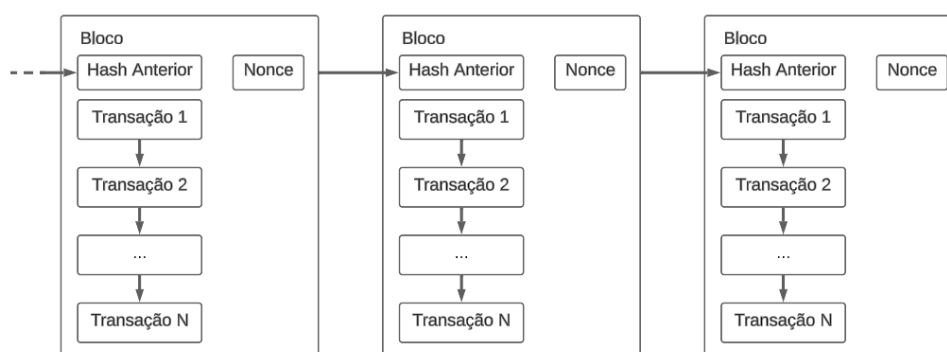 Bloco
Hash Anterior
Nonce
Transação 1
Transação 2
...
Transação N
Bloco
Hash Anterior
Nonce
Transação 1
Transação 2
...
Transação N
Bloco
Hash Anterior
Nonce
Transação 1
Transação 2
...
Transação N